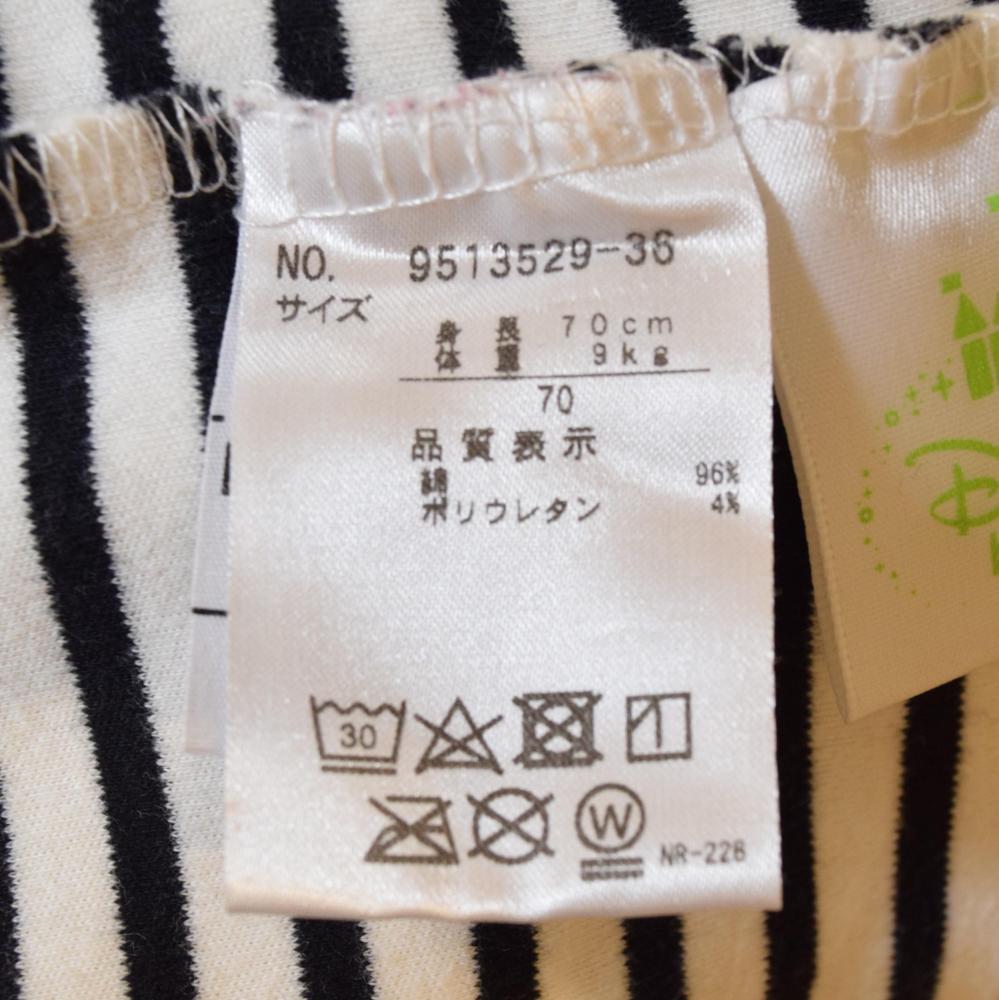 NO. 9513529-36
サイズ
身長 70cm
体重 9kg
70
品質表示
綿 96%
ポリウレタン 4%
30
W
NR-226